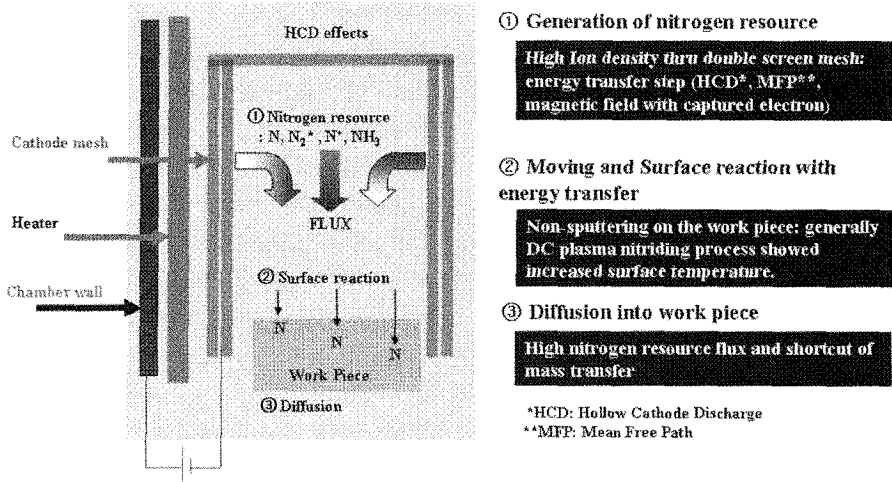 HCD effects
① Nitrogen resource
: N, N₂*, N⁺, NH₃
Cathode mesh
Heater
FLUX
Chamber wall
② Surface reaction
N
N
N
Work Piece
③ Diffusion
① Generation of nitrogen resource
High Ion density thru double screen mesh:
energy transfer step (HCD*, MFP**,
magnetic field with captured electron)
② Moving and Surface reaction with
energy transfer
Non-sputtering on the work piece: generally
DC plasma nitriding process showed
increased surface temperature.
③ Diffusion into work piece
High nitrogen resource flux and shortcut of
mass transfer
*HCD: Hollow Cathode Discharge
**MFP: Mean Free Path